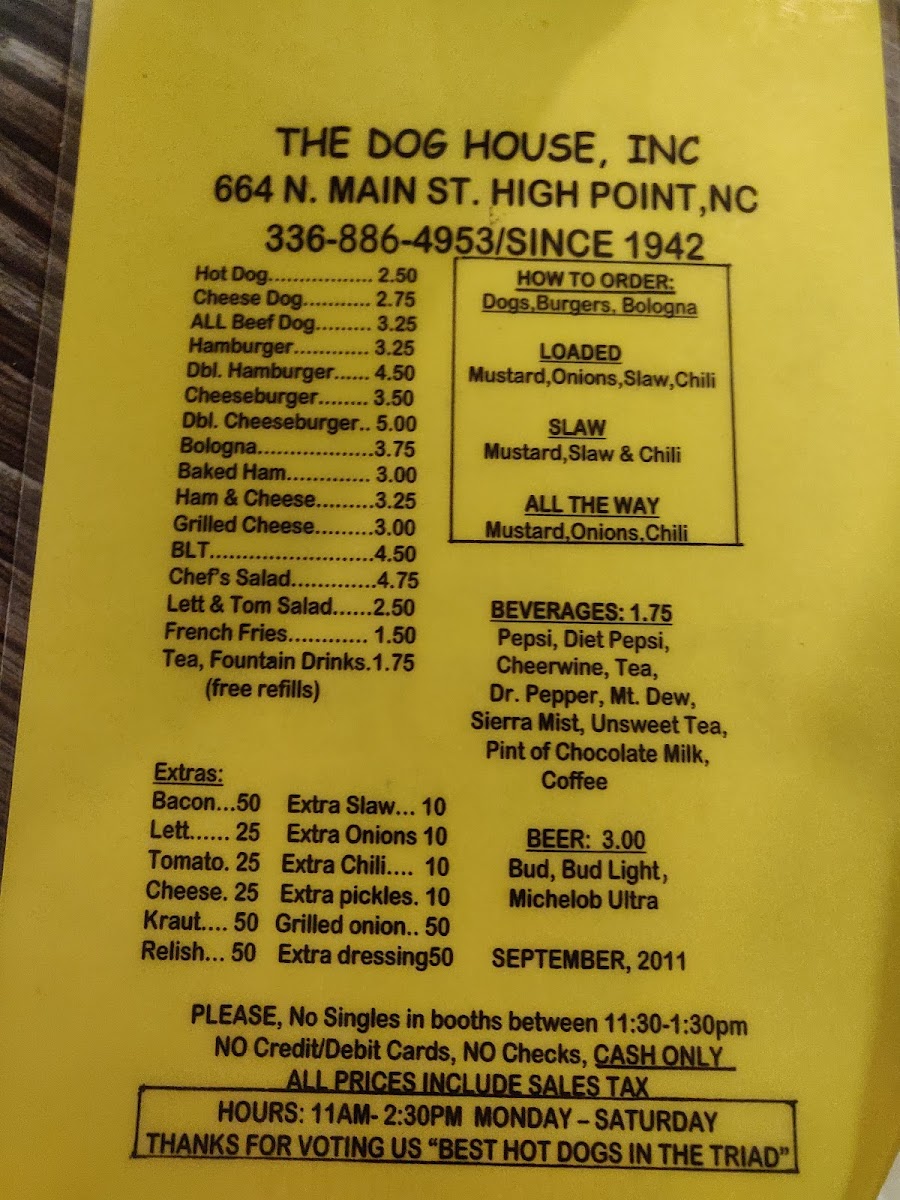 THE DOG HOUSE, INC
664 N. MAIN ST. HIGH POINT,NC
336-886-4953/SINCE 1942
Hot Dog.................. 2.50
Cheese Dog........... 2.75
ALL Beef Dog......... 3.25
Hamburger............. 3.25
Dbl. Hamburger...... 4.50
Cheeseburger........ 3.50
Dbl. Cheeseburger.. 5.00
Bologna....................3.75
Baked Ham.............. 3.00
Ham & Cheese.........3.25
Grilled Cheese.........3.00
BLT...........................4.50
Chef's Salad.............4.75
Lett & Tom Salad......2.50
French Fries............ 1.50
Tea, Fountain Drinks.1.75
(free refills)
HOW TO ORDER:
Dogs,Burgers, Bologna
LOADED
Mustard,Onions,Slaw,Chili
SLAW
Mustard,Slaw & Chili
ALL THE WAY
Mustard,Onions,Chili
BEVERAGES: 1.75
Pepsi, Diet Pepsi,
Cheerwine, Tea,
Dr. Pepper, Mt. Dew,
Sierra Mist, Unsweet Tea,
Pint of Chocolate Milk,
Coffee
Extras:
Bacon...50 Extra Slaw... 10
Lett...... 25 Extra Onions 10
Tomato. 25 Extra Chili.... 10
Cheese. 25 Extra pickles. 10
Kraut.... 50 Grilled onion.. 50
Relish... 50 Extra dressing50
BEER: 3.00
Bud, Bud Light,
Michelob Ultra
SEPTEMBER, 2011
PLEASE, No Singles in booths between 11:30-1:30pm
NO Credit/Debit Cards, NO Checks, CASH ONLY
ALL PRICES INCLUDE SALES TAX
HOURS: 11AM- 2:30PM MONDAY – SATURDAY
THANKS FOR VOTING US “BEST HOT DOGS IN THE TRIAD”